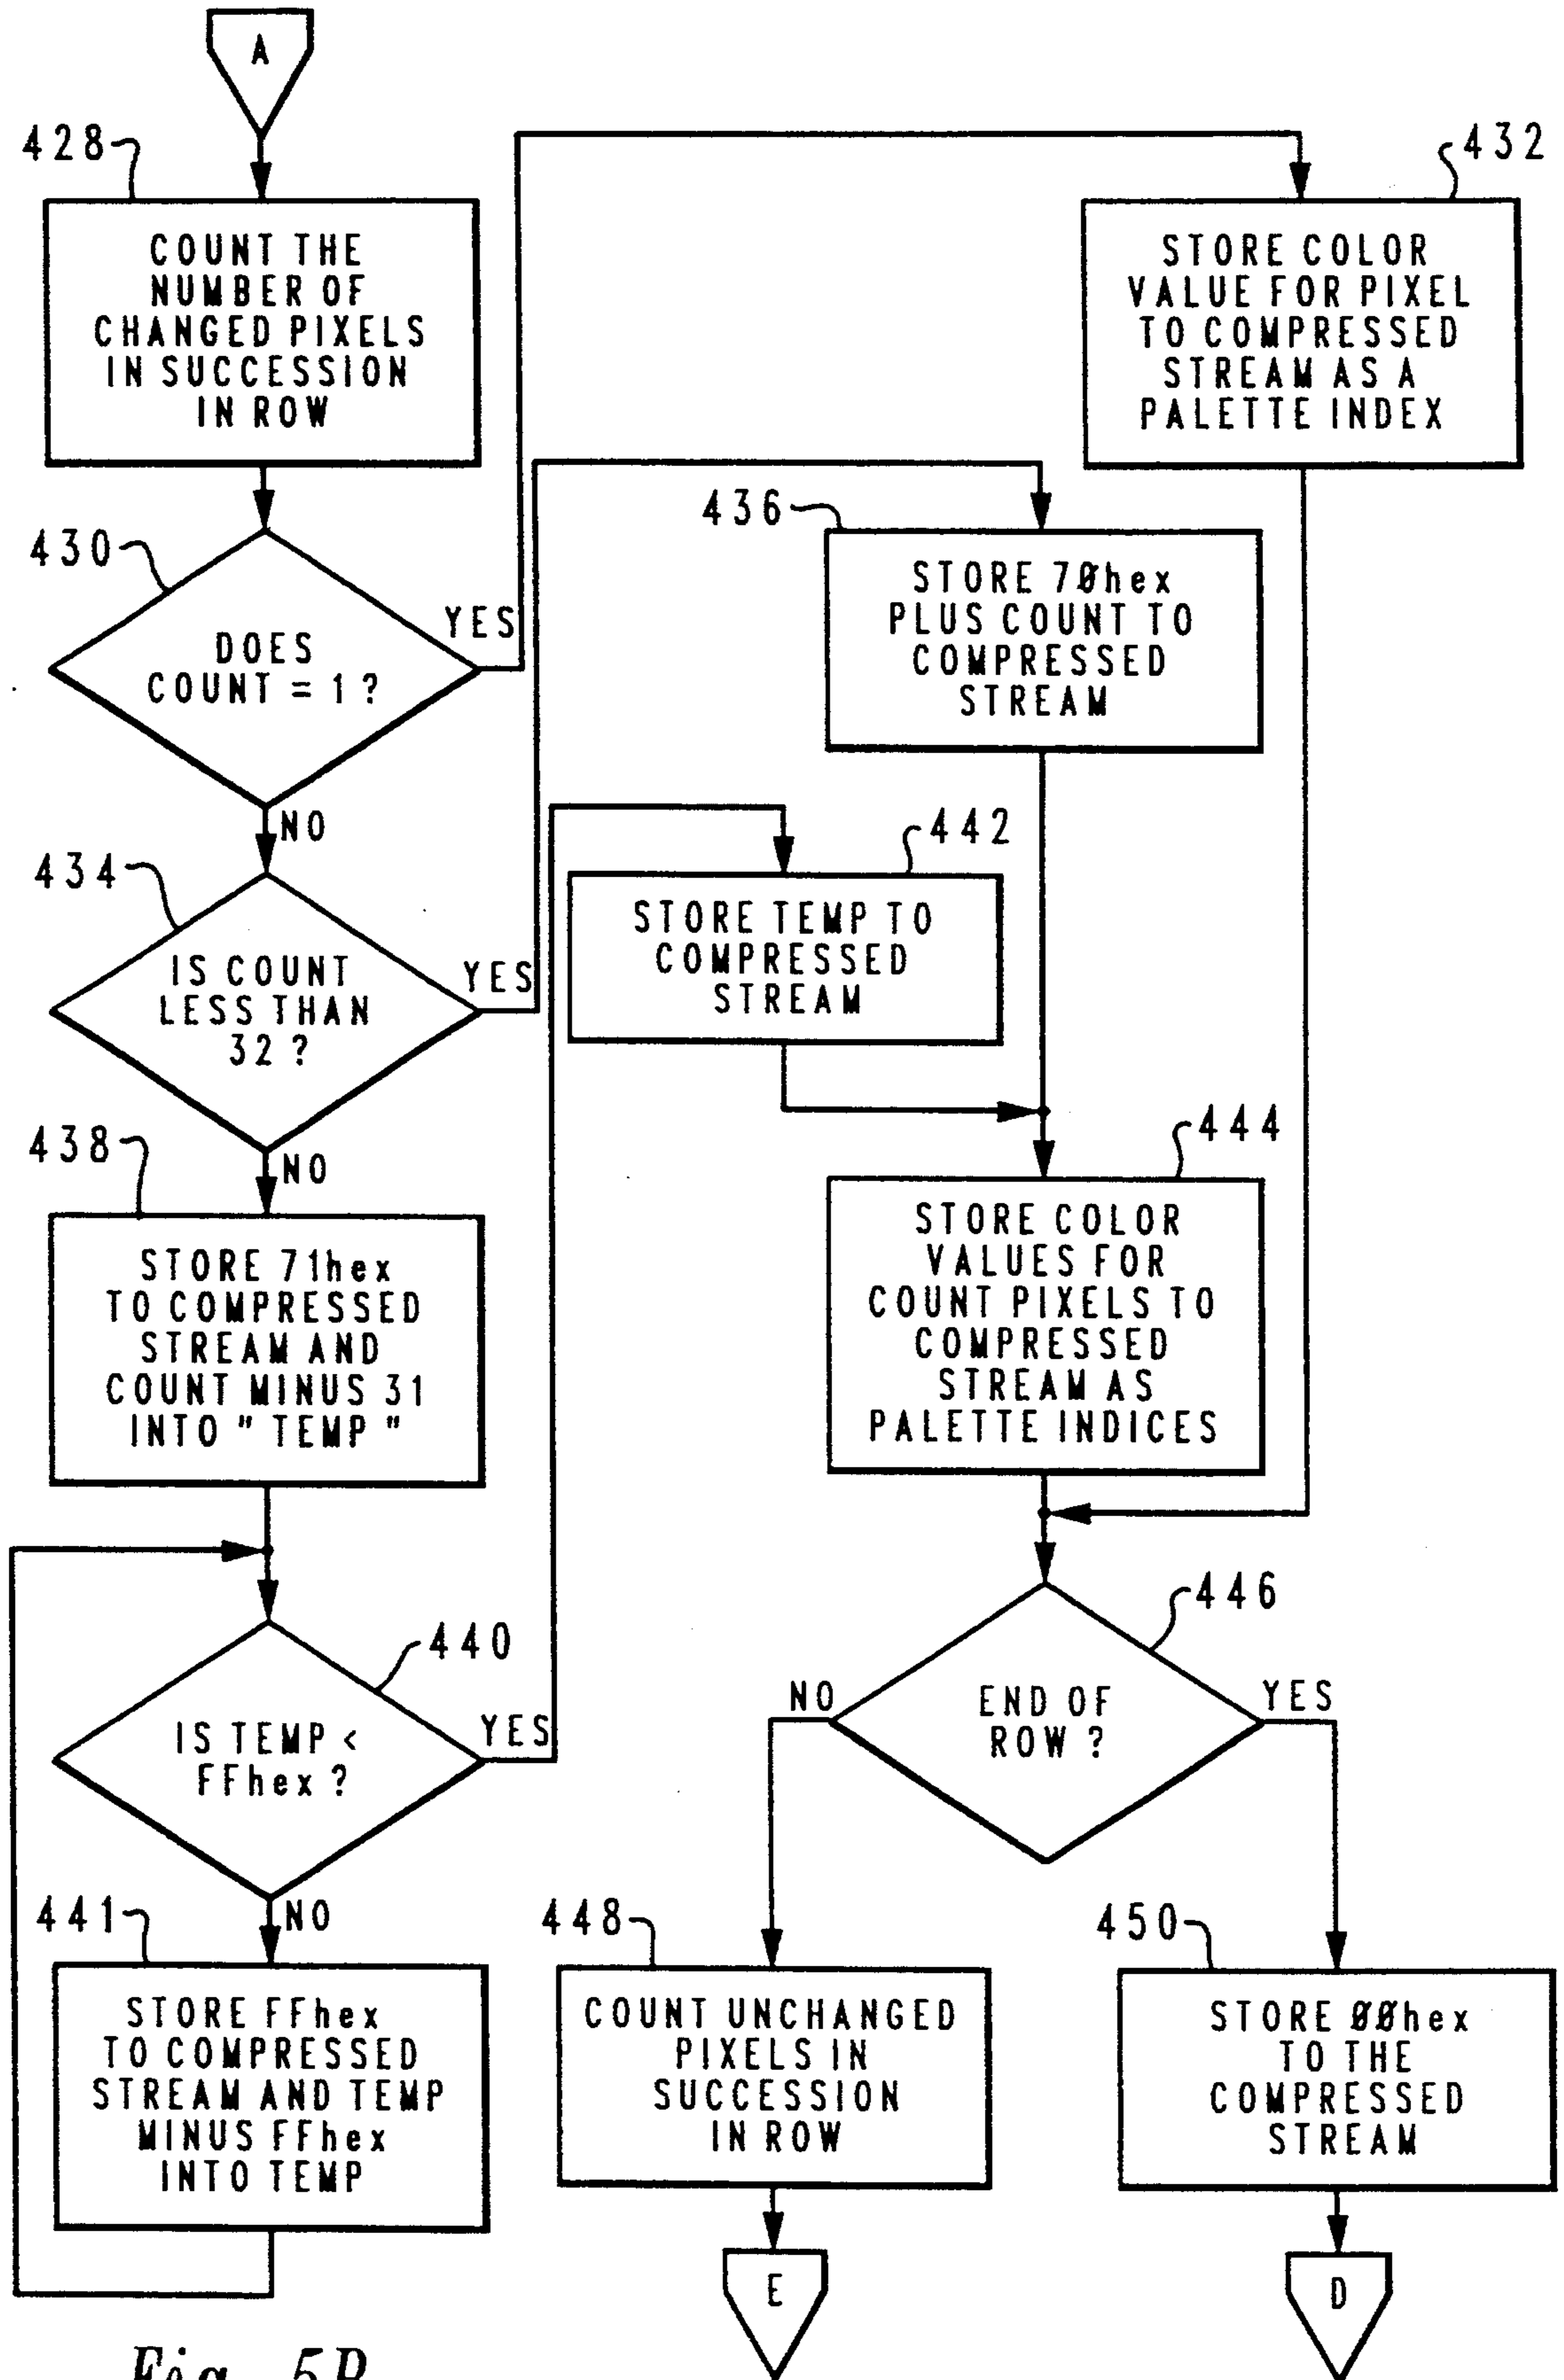 A
428
COUNT THE
NUMBER OF
CHANGED PIXELS
IN SUCCESSION
IN ROW
432
STORE COLOR
VALUE FOR PIXEL
TO COMPRESSED
STREAM AS A
PALETTE INDEX
430
DOES
COUNT = 1 ?
YES
NO
436
STORE 7Øhex
PLUS COUNT TO
COMPRESSED
STREAM
434
IS COUNT
LESS THAN
32 ?
YES
NO
442
STORE TEMP TO
COMPRESSED
STREAM
438
STORE 71hex
TO COMPRESSED
STREAM AND
COUNT MINUS 31
INTO " TEMP "
444
STORE COLOR
VALUES FOR
COUNT PIXELS TO
COMPRESSED
STREAM AS
PALETTE INDICES
440
IS TEMP <
FFhex ?
YES
NO
446
END OF
ROW ?
NO
YES
441
STORE FFhex
TO COMPRESSED
STREAM AND TEMP
MINUS FFhex
INTO TEMP
448
COUNT UNCHANGED
PIXELS IN
SUCCESSION
IN ROW
450
STORE ØØhex
TO THE
COMPRESSED
STREAM
E
D
Fig. 5B